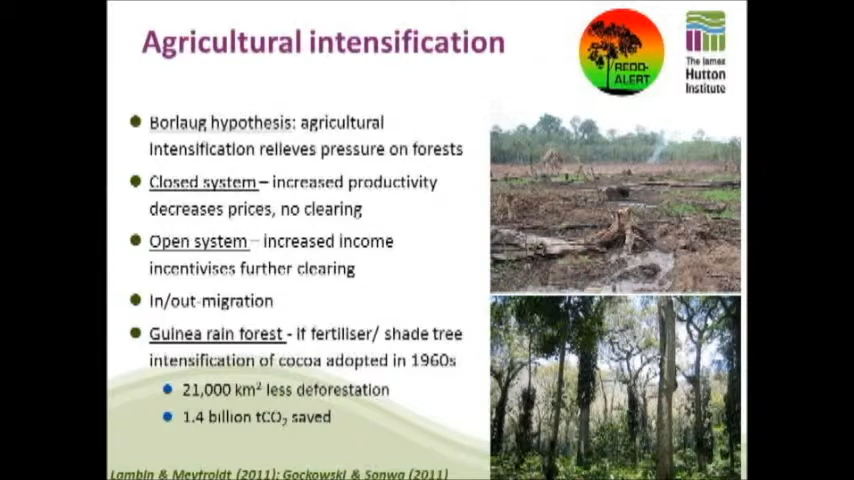 Agricultural intensification
REDD-
ALERT
The James
Hutton
Institute
Borlaug hypothesis: agricultural
intensification relieves pressure on forests
Closed system – increased productivity
decreases prices, no clearing
Open system – increased income
incentivises further clearing
In/out-migration
Guinea rain forest - if fertiliser/ shade tree
intensification of cocoa adopted in 1960s
21,000 km² less deforestation
1.4 billion tCO₂ saved
Lambin & Meyfroidt (2011); Gockowski & Sonwa (2011)